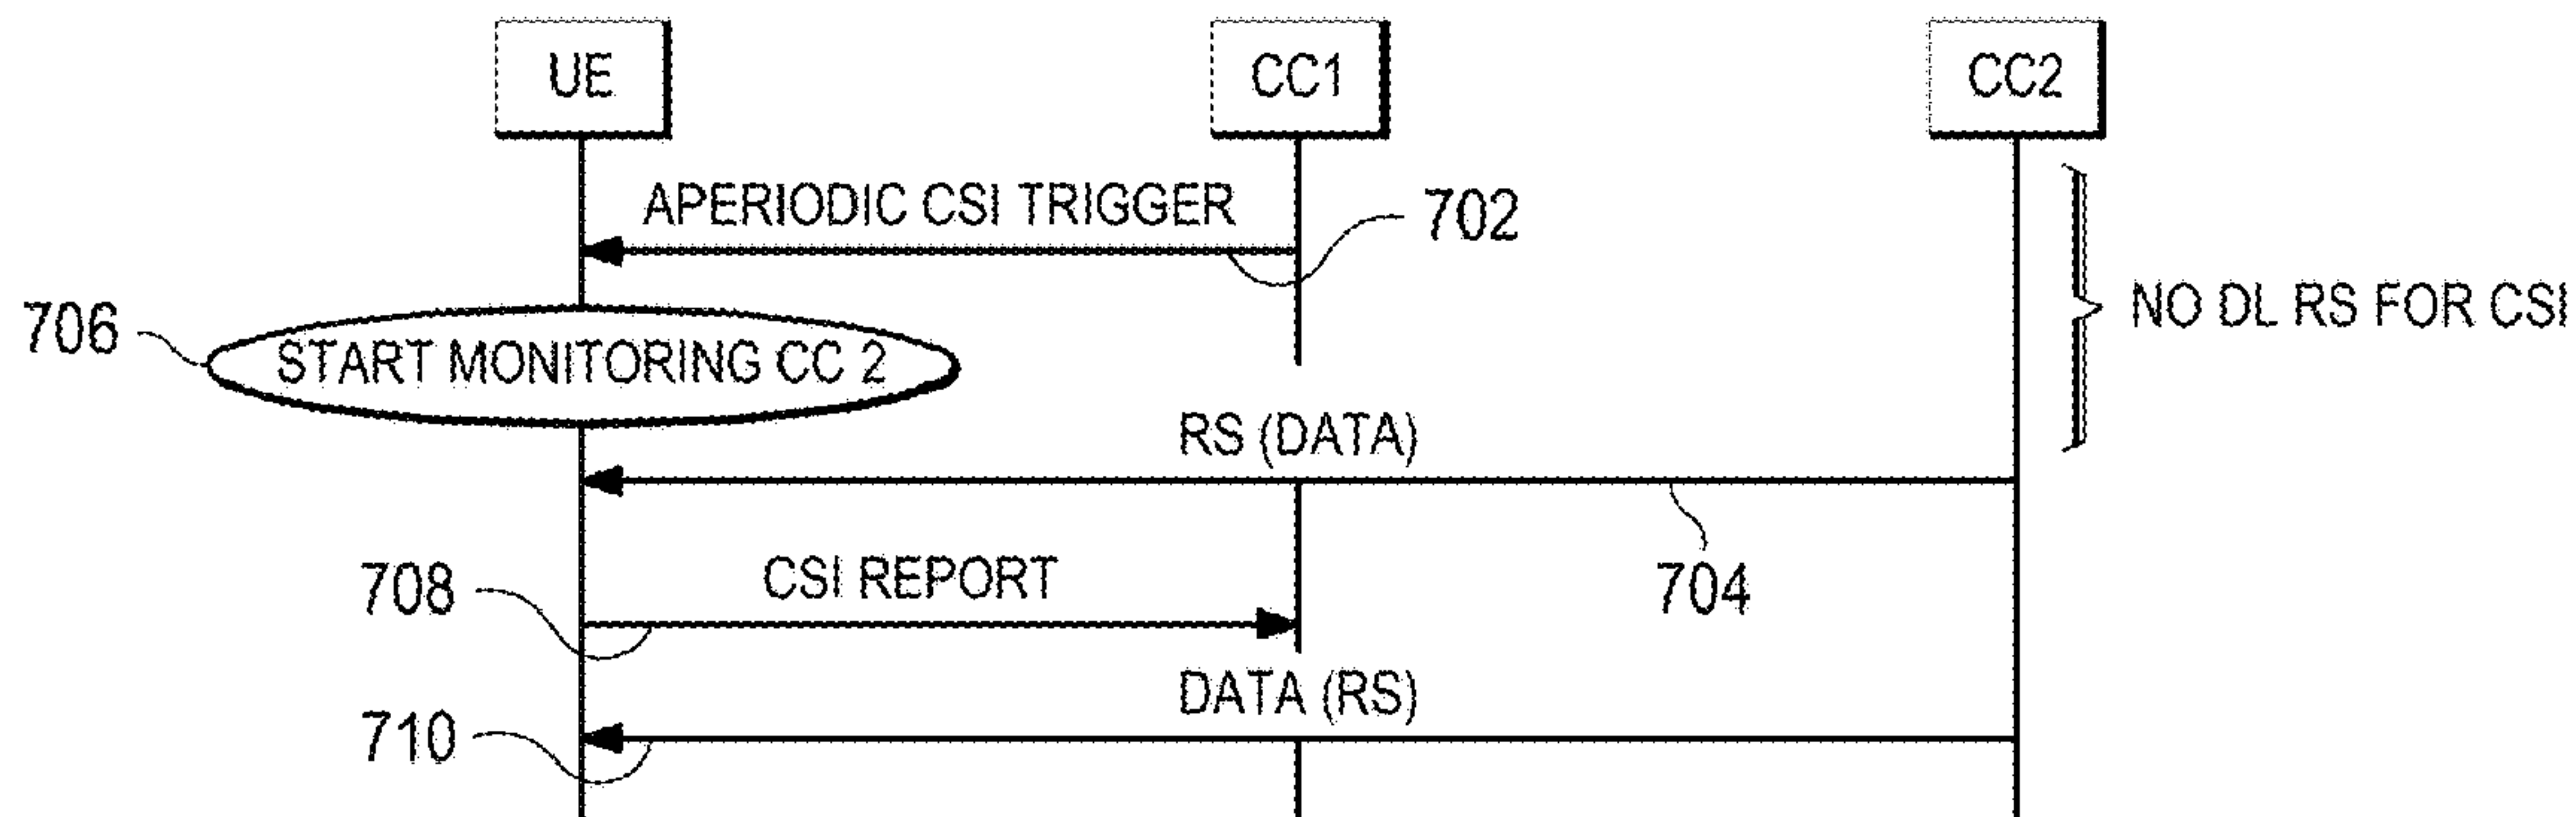 UE
CC1
CC2
APERIODIC CSI TRIGGER
702
NO DL RS FOR CSI
706
START MONITORING CC 2
RS (DATA)
704
708
CSI REPORT
DATA (RS)
710